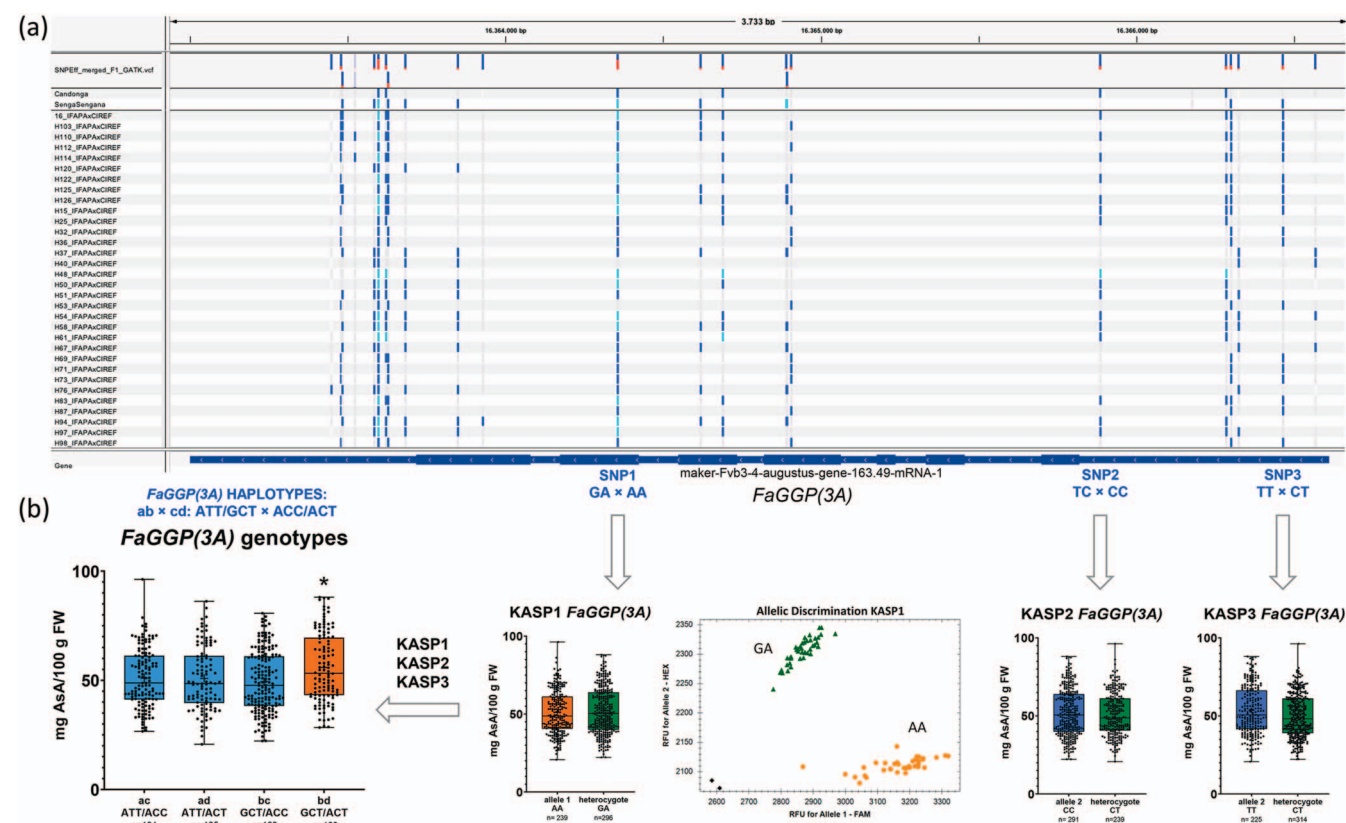 (a)
3.733 bp
16.364.000 bp
16.365.000 bp
16.366.000 bp
SNPEff_merged_F1_GATK.vcf
Candonga
SengaSengana
16_IFAPAxCIREF
H103_IFAPAxCIREF
H110_IFAPAxCIREF
H112_IFAPAxCIREF
H114_IFAPAxCIREF
H120_IFAPAxCIREF
H122_IFAPAxCIREF
H125_IFAPAxCIREF
H126_IFAPAxCIREF
H15_IFAPAxCIREF
H25_IFAPAxCIREF
H32_IFAPAxCIREF
H36_IFAPAxCIREF
H37_IFAPAxCIREF
H40_IFAPAxCIREF
H48_IFAPAxCIREF
H50_IFAPAxCIREF
H51_IFAPAxCIREF
H53_IFAPAxCIREF
H54_IFAPAxCIREF
H58_IFAPAxCIREF
H61_IFAPAxCIREF
H67_IFAPAxCIREF
H69_IFAPAxCIREF
H71_IFAPAxCIREF
H73_IFAPAxCIREF
H76_IFAPAxCIREF
H83_IFAPAxCIREF
H87_IFAPAxCIREF
H94_IFAPAxCIREF
H97_IFAPAxCIREF
H98_IFAPAxCIREF
Gene
maker-Fvb3-4-augustus-gene-163.49-mRNA-1
FaGGP(3A)
SNP1
GA × AA
SNP2
TC × CC
SNP3
TT × CT
(b)
FaGGP(3A) HAPLOTYPES:
ab × cd: ATT/GCT × ACC/ACT
FaGGP(3A) genotypes
mg AsA/100 g FW
100
50
0
*
ac
ATT/ACC
ad
ATT/ACT
bc
GCT/ACC
bd
GCT/ACT
KASP1
KASP2
KASP3
KASP1 FaGGP(3A)
mg AsA/100 g FW
100
50
0
allele 1
AA
n= 239
heterocygote
GA
n=296
Allelic Discrimination KASP1
RFU for Allele 2 - HEX
2350
2300
2250
2200
2150
2100
GA
AA
2600
2700
2800
2900
3000
3100
3200
3300
RFU for Allele 1 - FAM
KASP2 FaGGP(3A)
mg AsA/100 g FW
100
50
0
allele 2
CC
n= 291
heterocygote
CT
n=239
KASP3 FaGGP(3A)
mg AsA/100 g FW
100
50
0
allele 2
TT
n= 225
heterocygote
CT
n=314